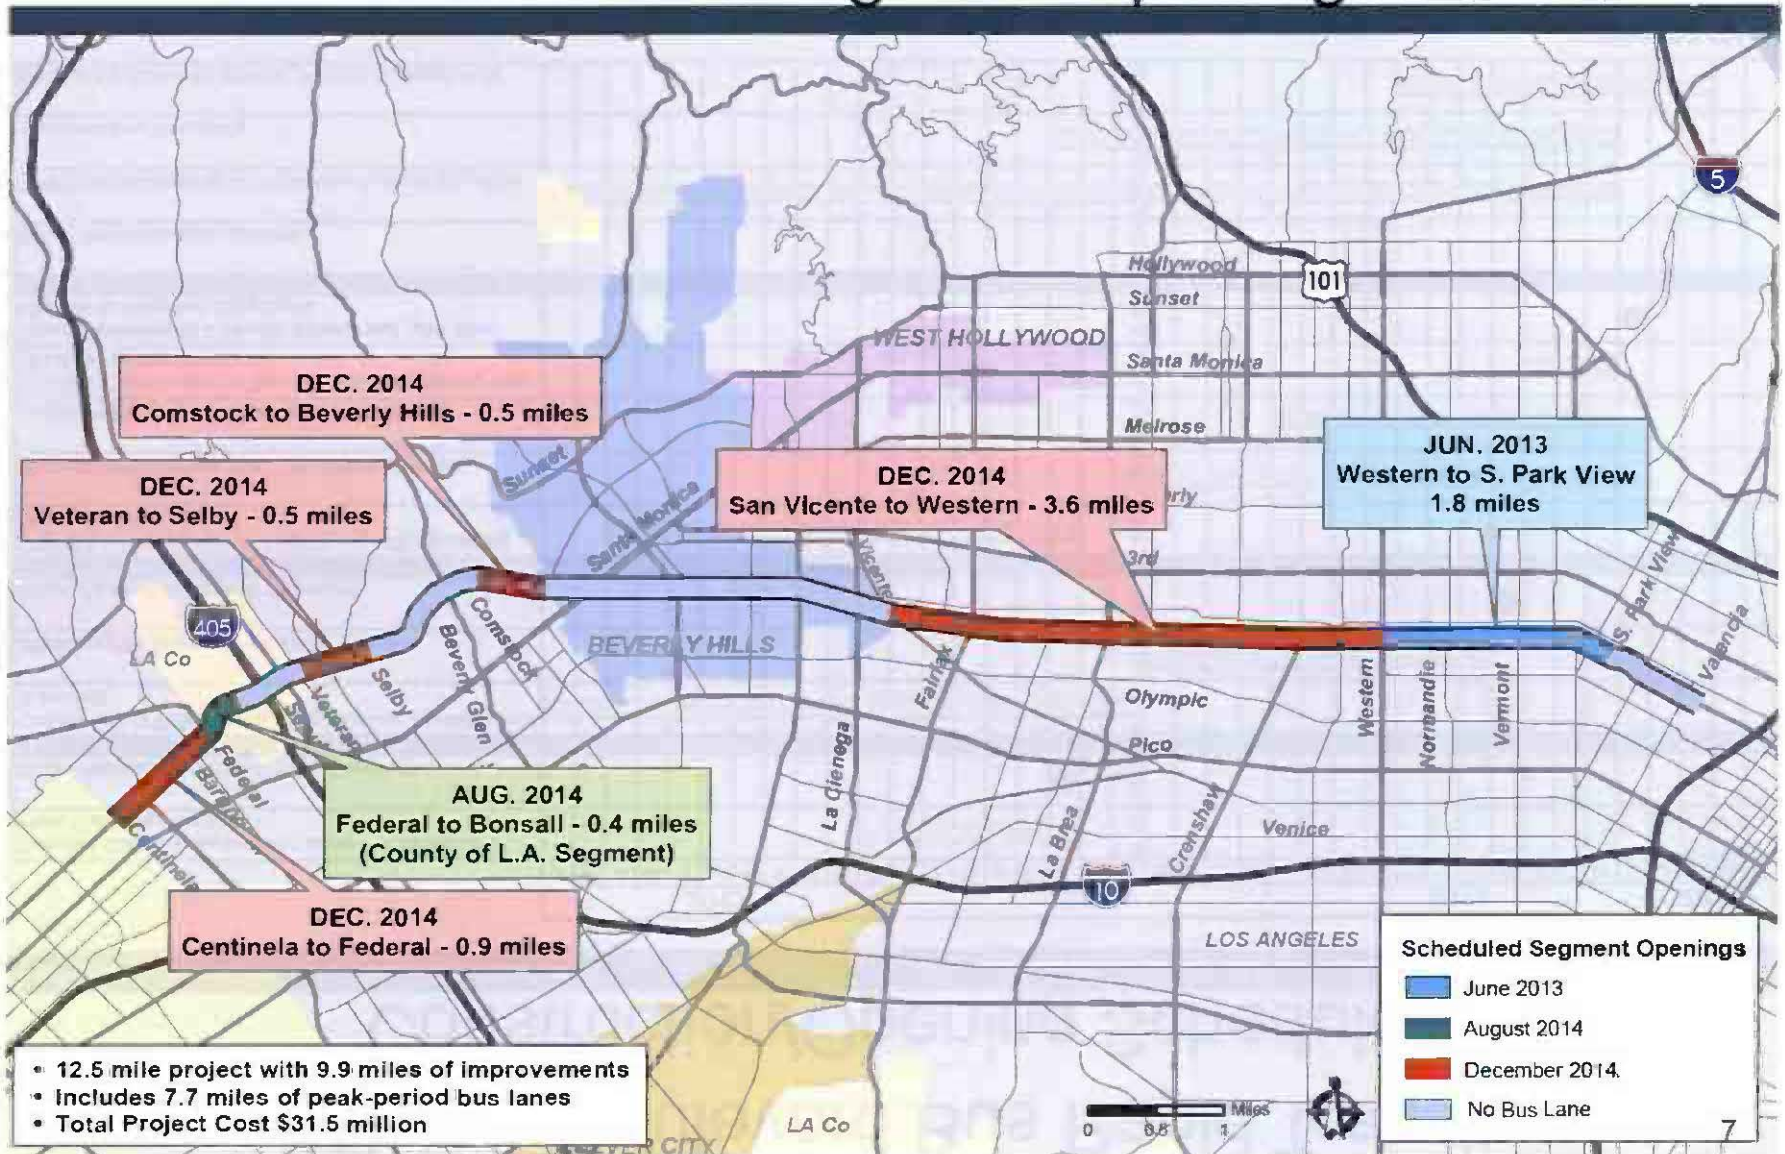 5
Hollywood
101
Sunset
WEST HOLLYWOOD
Santa Monica
DEC. 2014
Comstock to Beverly Hills - 0.5 miles
Melrose
JUN. 2013
Western to S. Park View
1.8 miles
Sunset
DEC. 2014
San Vicente to Western - 3.6 miles
DEC. 2014
Veteran to Selby - 0.5 miles
Santa Monica
3rd
Vicente
S. Park View
405
LA Co
Comstock
Beverly Glen
BEVERLY HILLS
Valencia
Selby
Veteran
Fairfax
Olympic
Western
Normandie
Vermont
Pico
Federal
Barrington
La Cienega
AUG. 2014
Federal to Bonsall - 0.4 miles
(County of L.A. Segment)
La Brea
Crenshaw
Venice
Centinela
10
DEC. 2014
Centinela to Federal - 0.9 miles
LOS ANGELES
Scheduled Segment Openings
June 2013
August 2014
December 2014
No Bus Lane
• 12.5 mile project with 9.9 miles of improvements
• Includes 7.7 miles of peak-period bus lanes
• Total Project Cost $31.5 million
Miles
0 0.5 1
LA Co
7